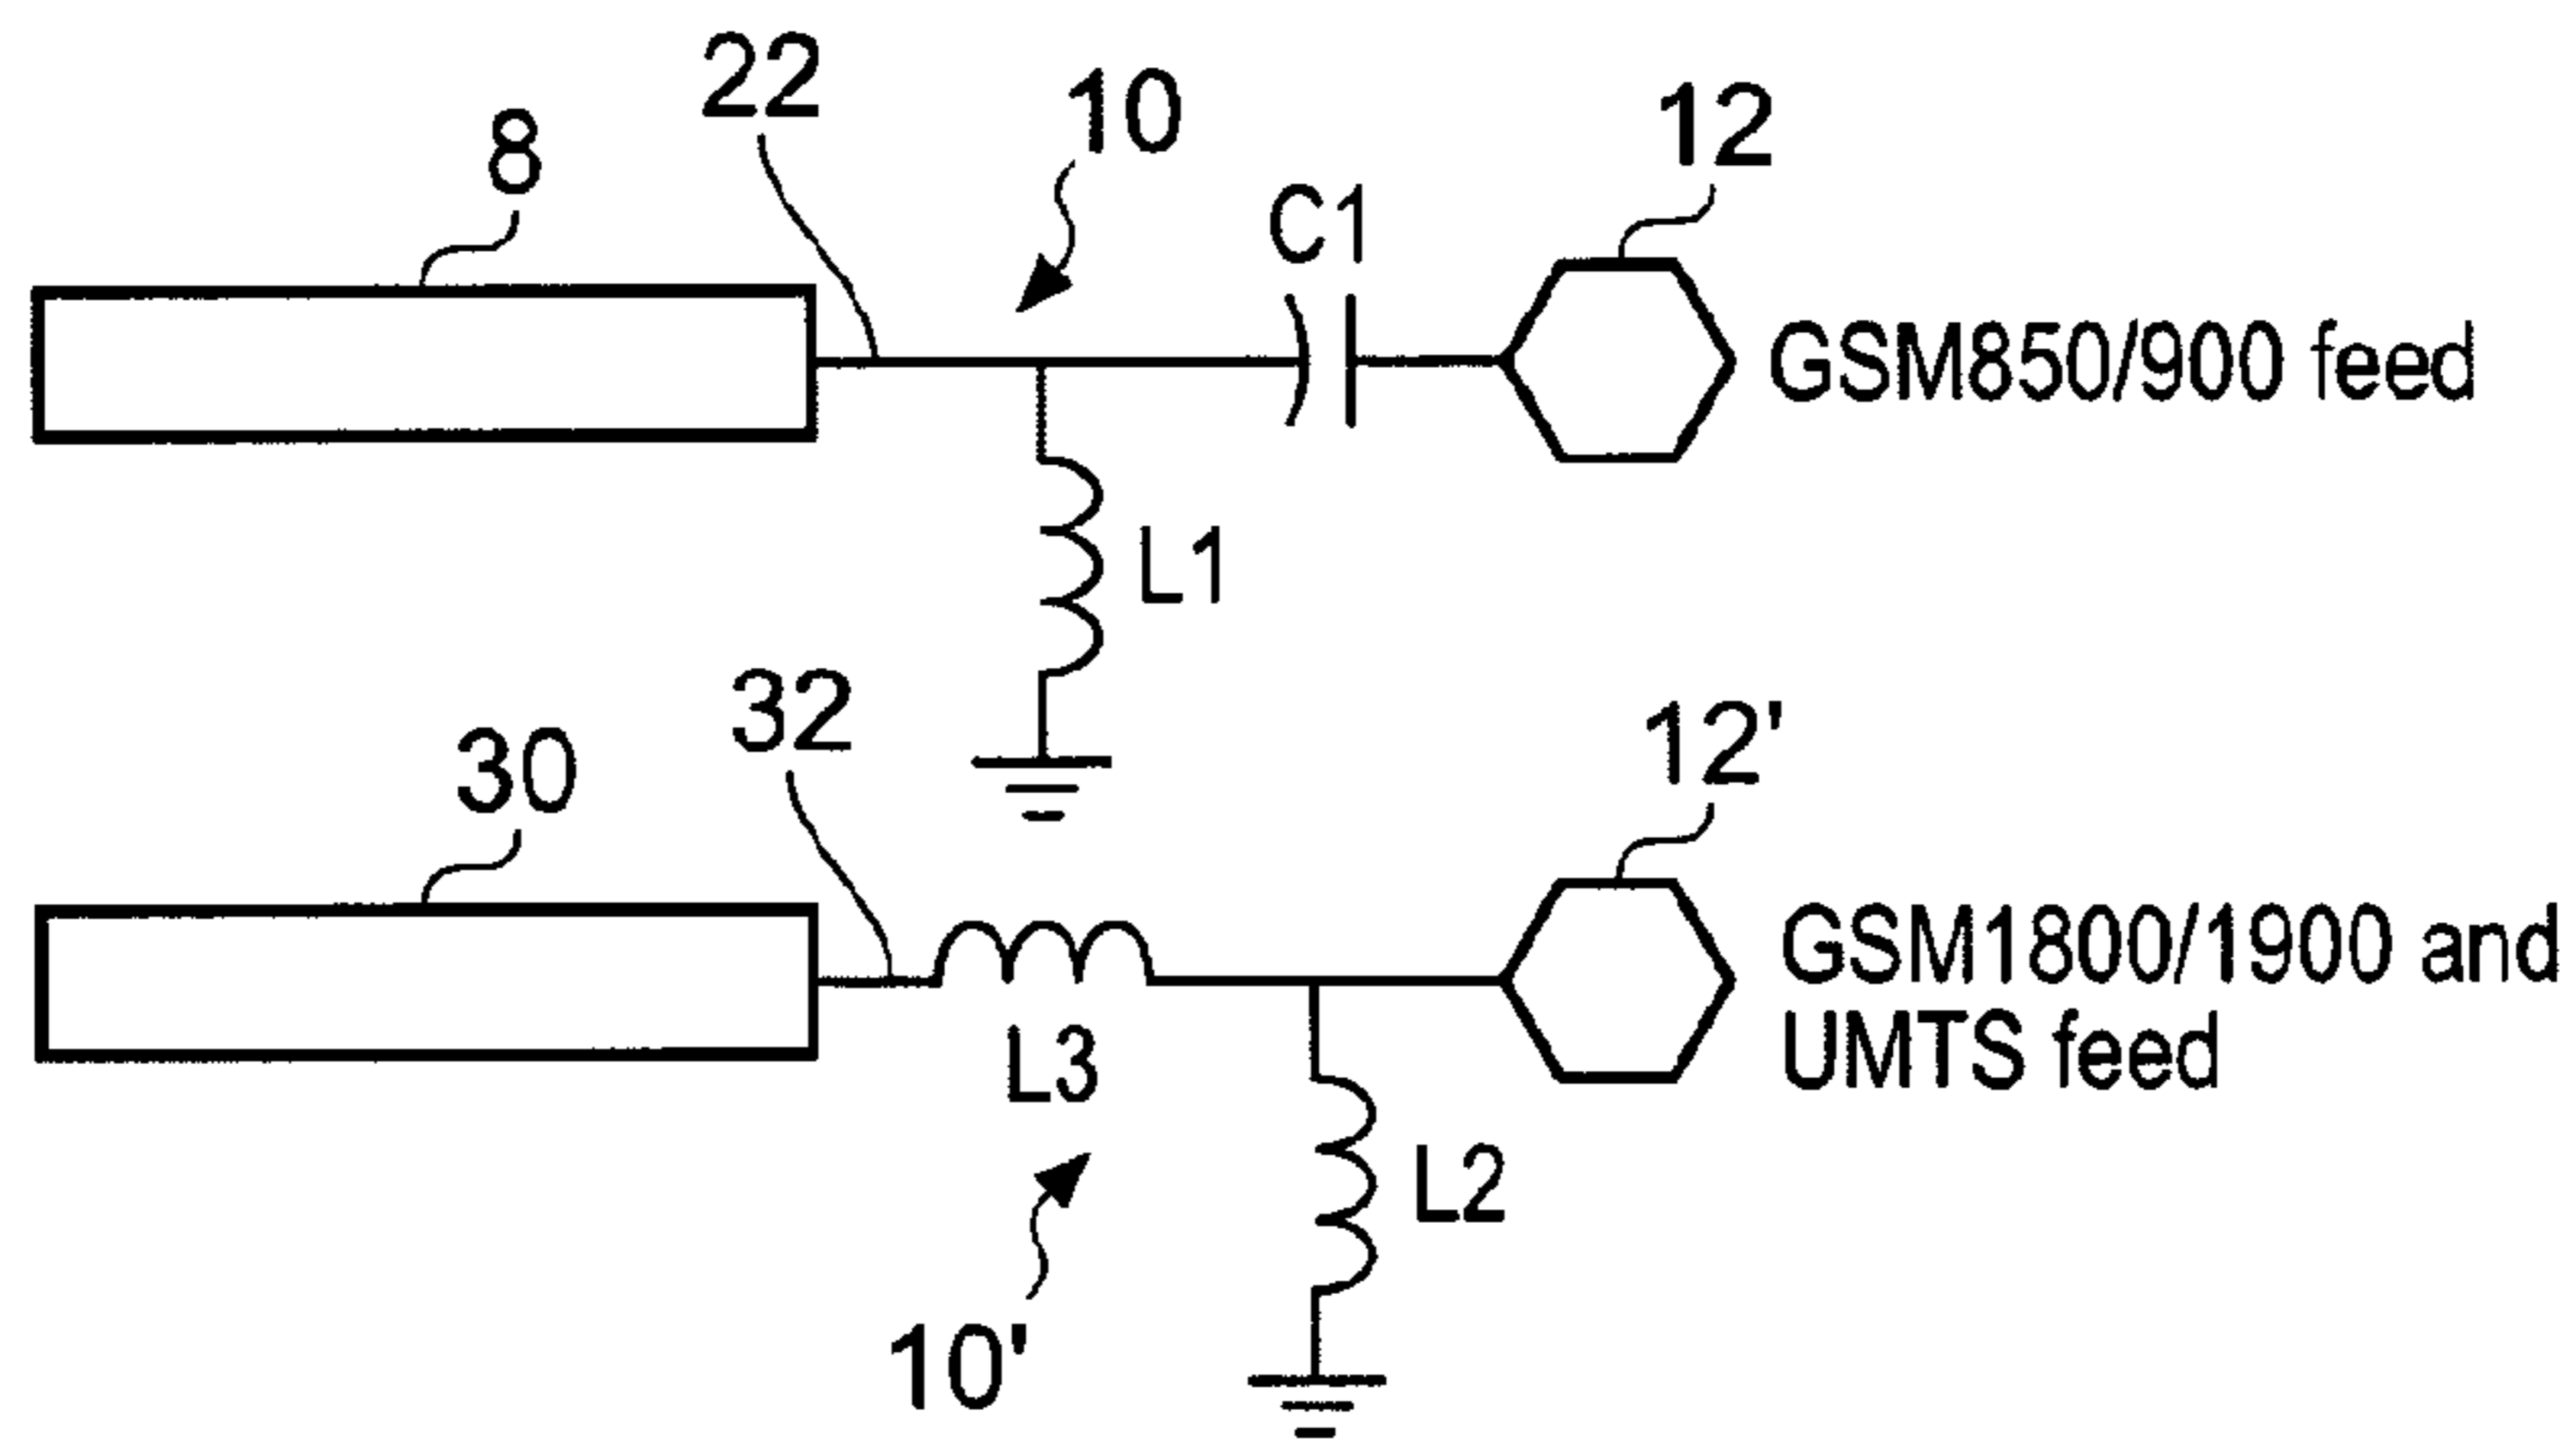 22
10
12
8
C1
GSM850/900 feed
L1
32
12'
30
GSM1800/1900 and
UMTS feed
L3
L2
10'